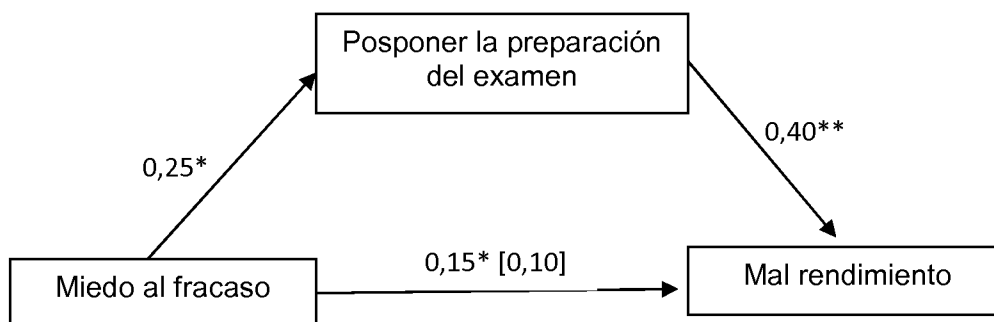 Posponer la preparación
del examen
0,25*
0,40**
0,15* [0,10]
Miedo al fracaso
Mal rendimiento